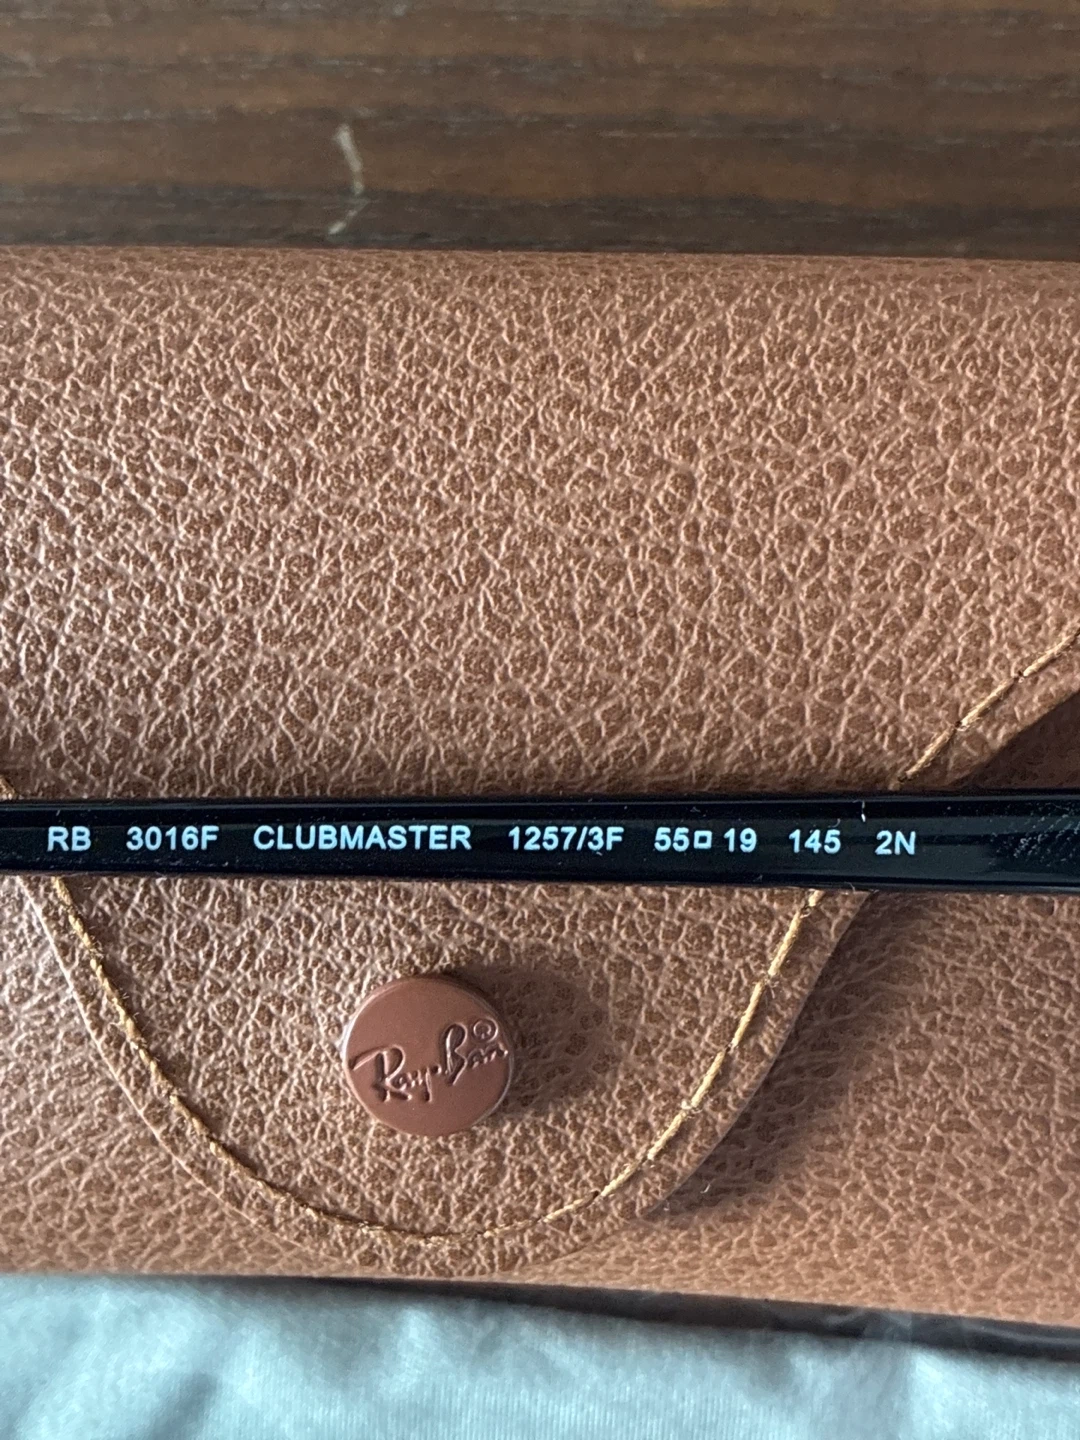 RB 3016F CLUBMASTER 1257/3F 55□19 145 2N
Ray-Ban®